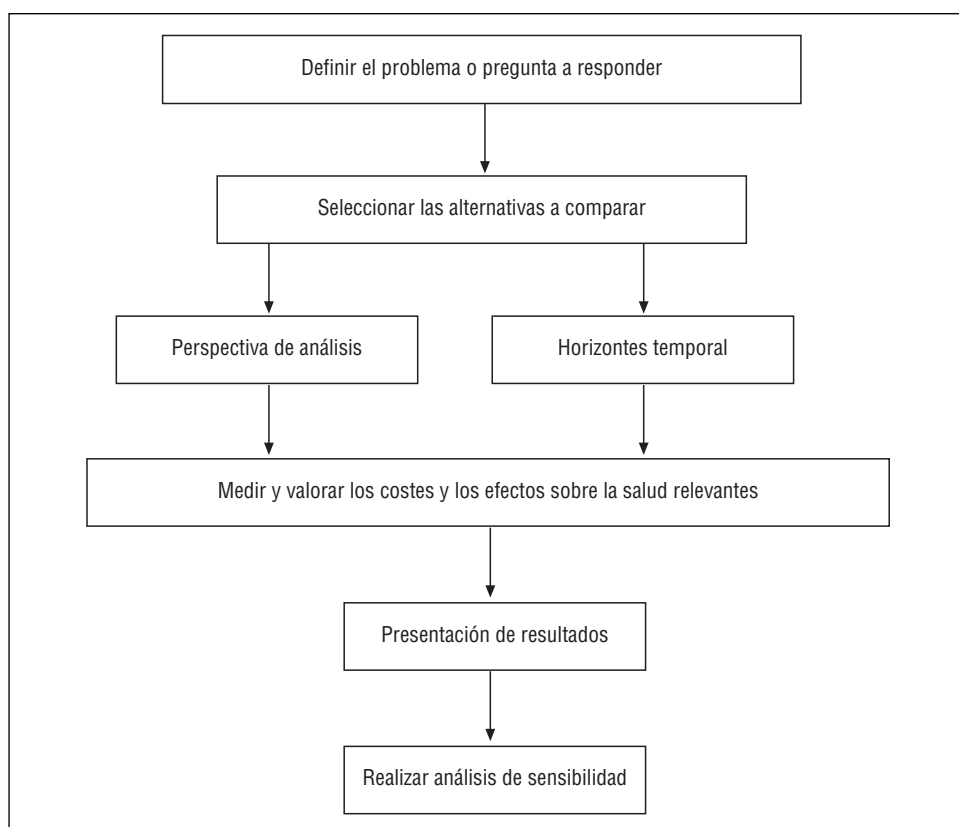 Definir el problema o pregunta a responder
Seleccionar las alternativas a comparar
Perspectiva de análisis
Horizontes temporal
Medir y valorar los costes y los efectos sobre la salud relevantes
Presentación de resultados
Realizar análisis de sensibilidad